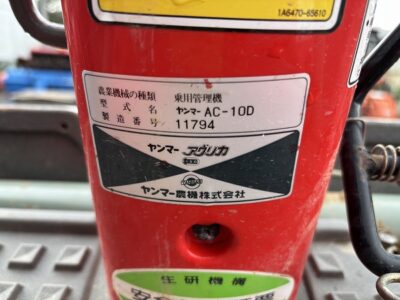 1A6470-65610
農業機械の種類 乗用管理機
型式名 ヤンマー AC-10D
製造番号 11794
ヤンマー アグリカ
ヤンマー農機株式会社
生研機構